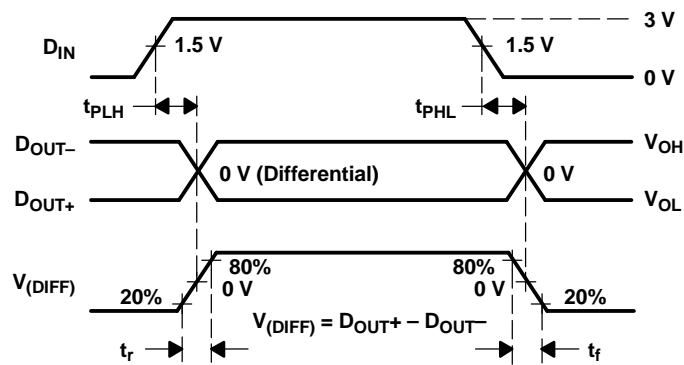 3 V
D_IN
1.5 V
1.5 V
0 V
t_PLH
t_PHL
D_OUT–
V_OH
0 V (Differential)
0 V
D_OUT+
V_OL
80%
80%
V_(DIFF)
0 V
0 V
20%
20%
V_(DIFF) = D_OUT+ – D_OUT–
t_r
t_f